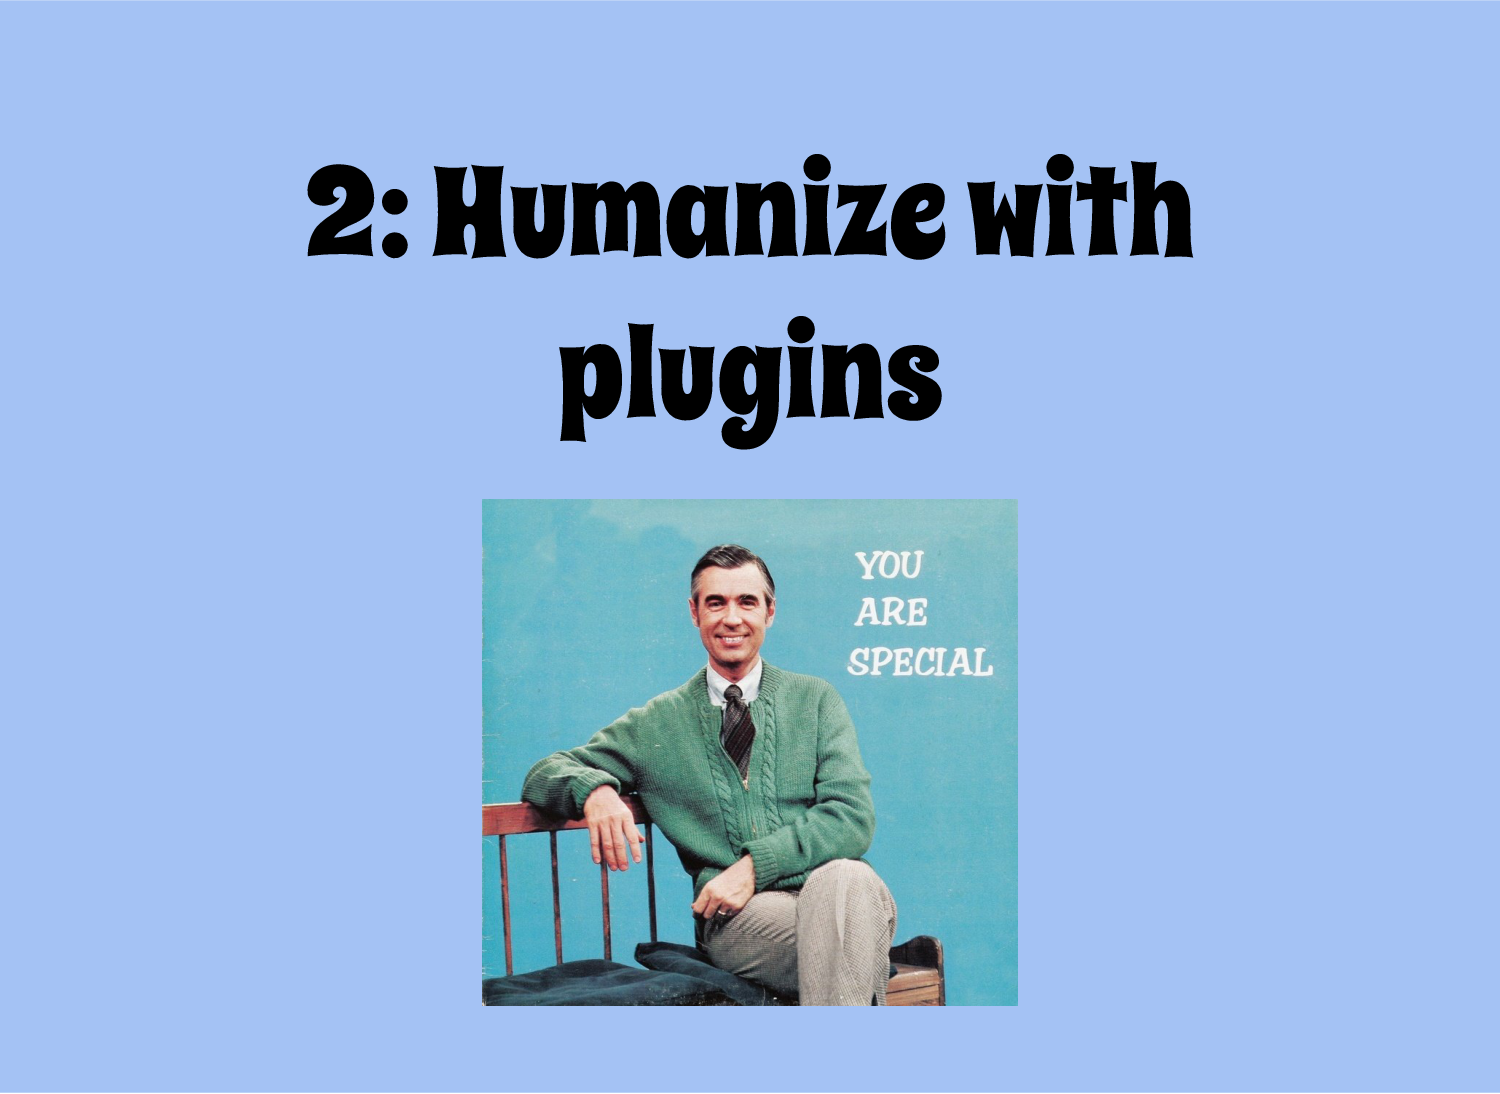 2: Humanize with
plugins
YOU
ARE
SPECIAL